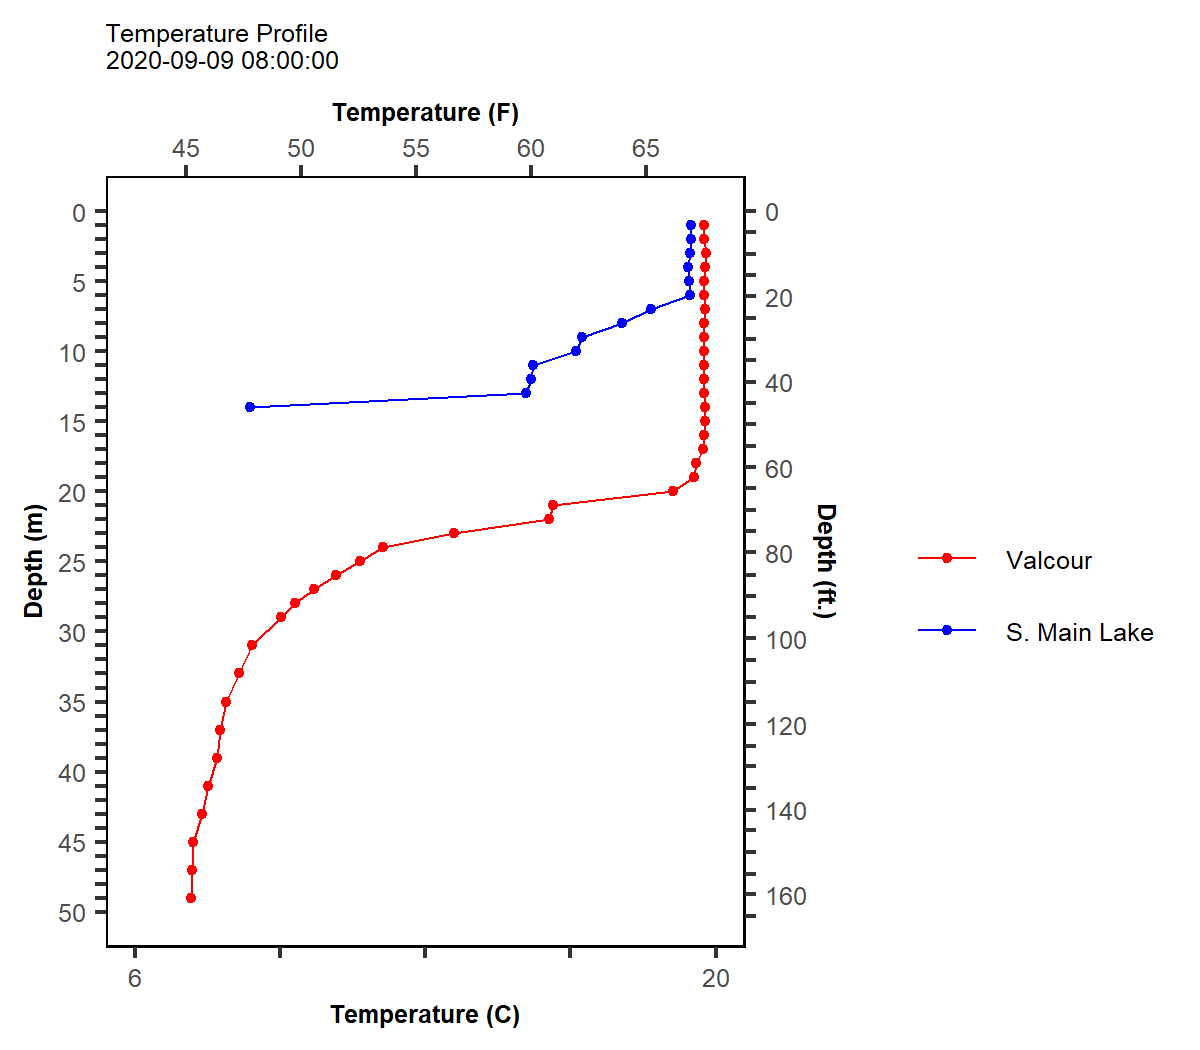 Temperature Profile
2020-09-09 08:00:00
Temperature (F)
45 50 55 60 65
0
5
10
15
20
25
30
35
40
45
50
Depth (m)
0
20
40
60
80
100
120
140
160
Depth (ft.)
Valcour
S. Main Lake
6 20
Temperature (C)